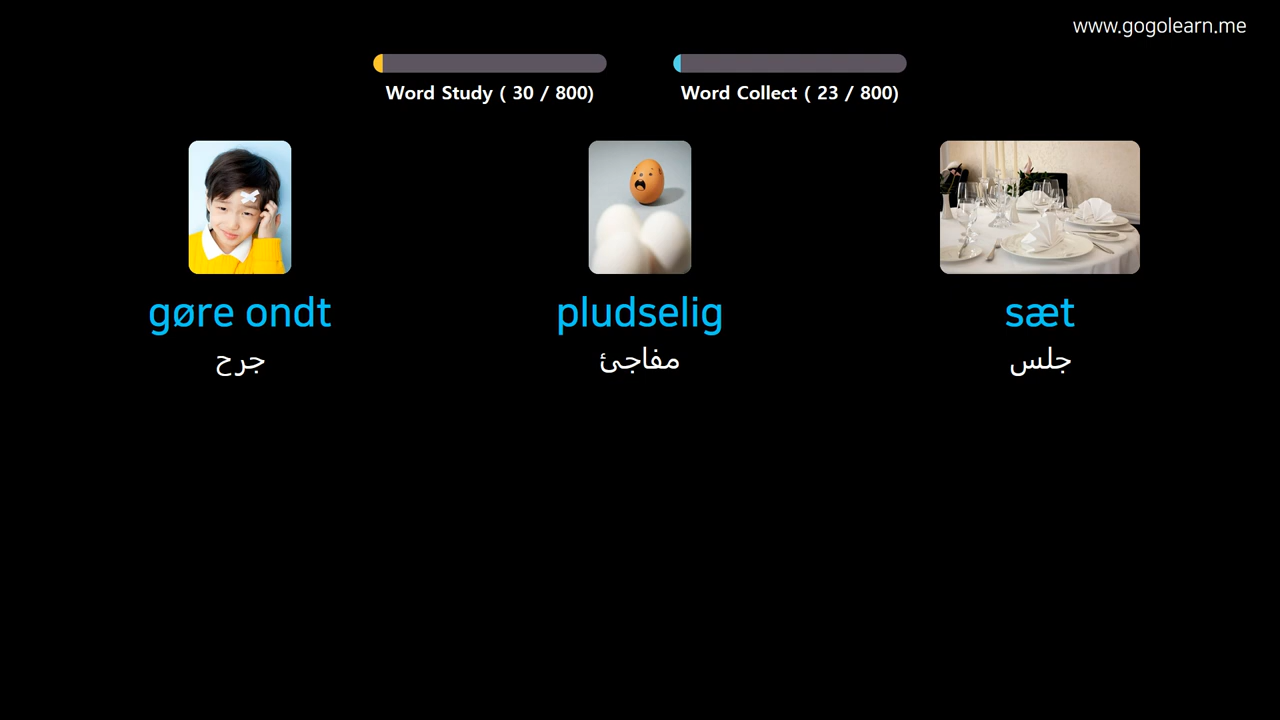 www.gogolearn.me
Word Study ( 30 / 800)
Word Collect ( 23 / 800)
gøre ondt
pludselig
sæt
جرح
مفاجئ
جلس